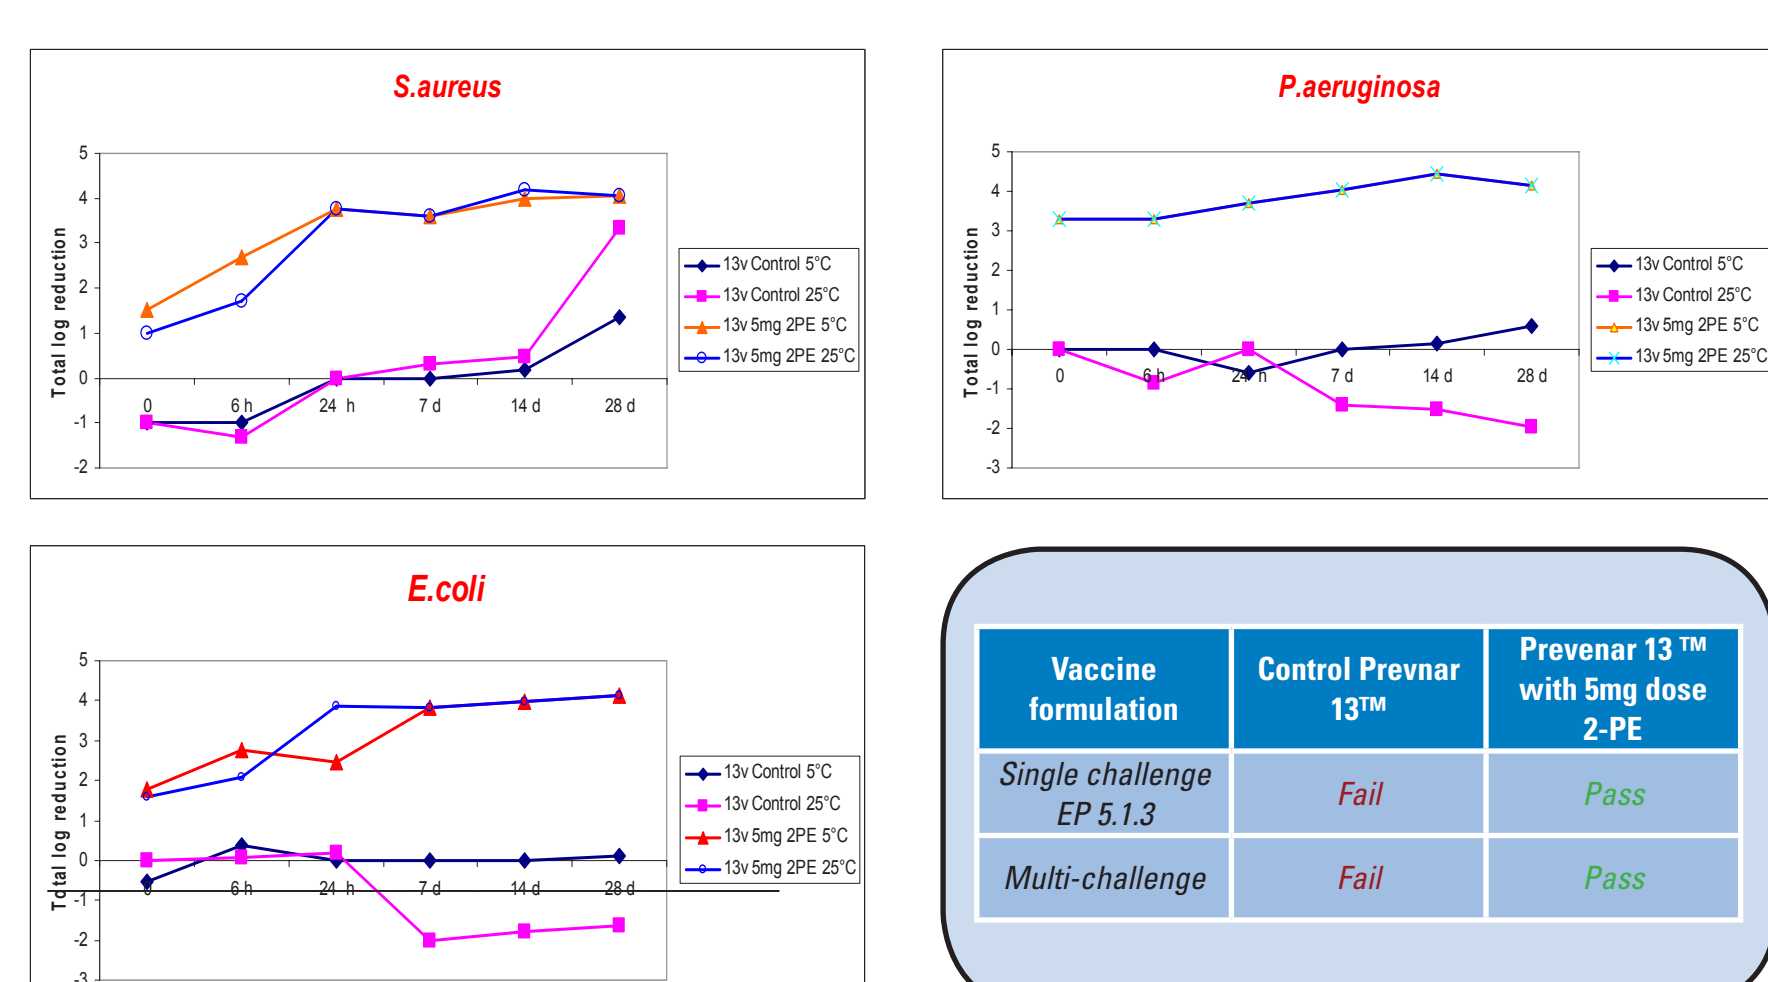 S.aureus
Total log reduction
5
4
3
2
1
0
-1
-2
0 6 h 24 h 7 d 14 d 28 d
13v Control 5°C
13v Control 25°C
13v 5mg 2PE 5°C
13v 5mg 2PE 25°C
P.aeruginosa
Total log reduction
5
4
3
2
1
0
-1
-2
-3
0 6 h 24 h 7 d 14 d 28 d
13v Control 5°C
13v Control 25°C
13v 5mg 2PE 5°C
13v 5mg 2PE 25°C
E.coli
Total log reduction
5
4
3
2
1
0
-1
-2
-3
0 6 h 24 h 7 d 14 d 28 d
13v Control 5°C
13v Control 25°C
13v 5mg 2PE 5°C
13v 5mg 2PE 25°C
Vaccine
formulation
Control Prevnar
13™
Prevenar 13 ™
with 5mg dose
2-PE
Single challenge
EP 5.1.3
Fail
Pass
Multi-challenge
Fail
Pass